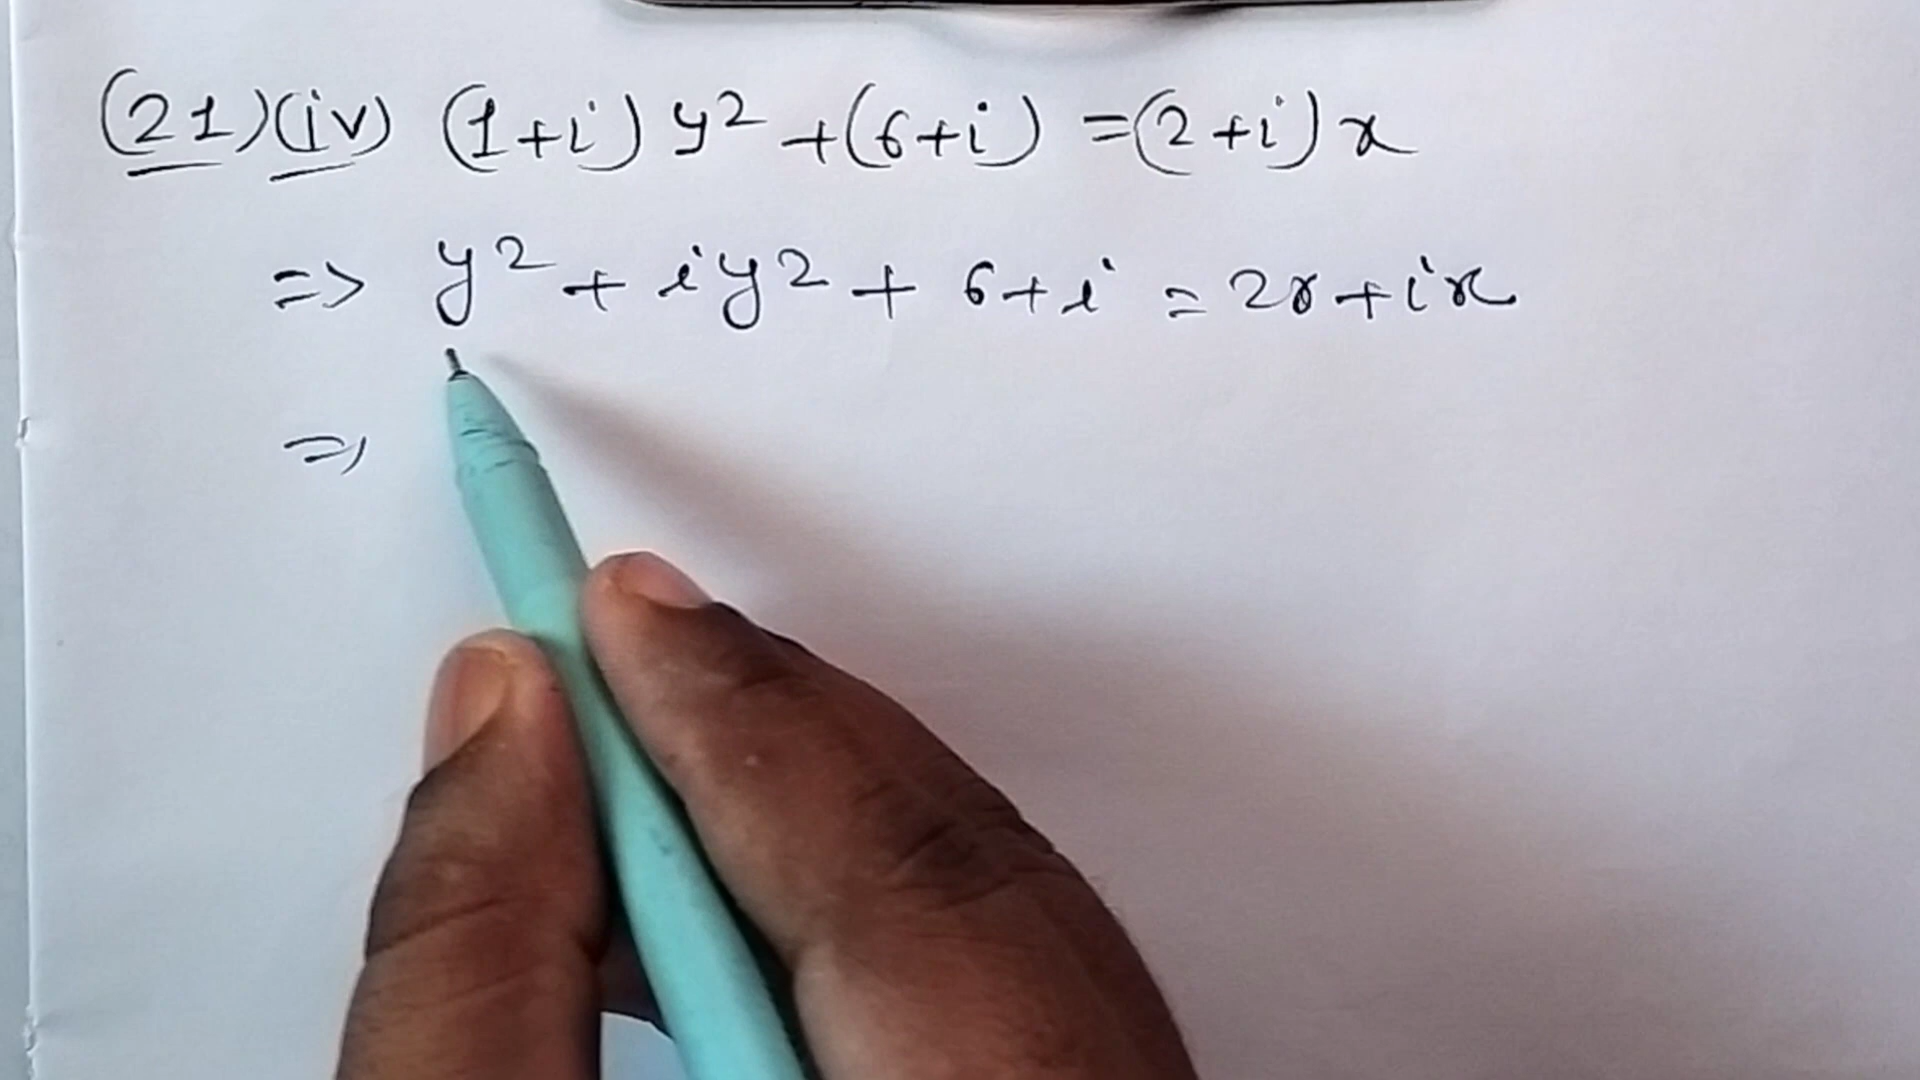 (21)(iv) (1+i) y² +(6+i) =(2+i) x
=> y² + iy² + 6+i = 2x+ix
=>